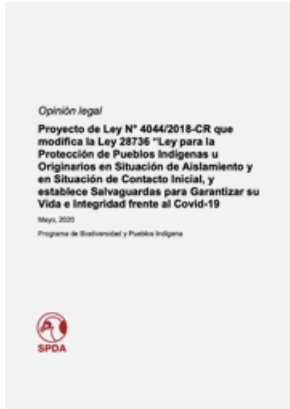 Opinión legal
Proyecto de Ley N° 4044/2018-CR que
modifica la Ley 28736 "Ley para la
Protección de Pueblos Indígenas u
Originarios en Situación de Aislamiento y
en Situación de Contacto Inicial, y
establece Salvaguardas para Garantizar su
Vida e Integridad frente al Covid-19
Mayo, 2020
Programa de Biodiversidad y Pueblos Indígena
SPDA